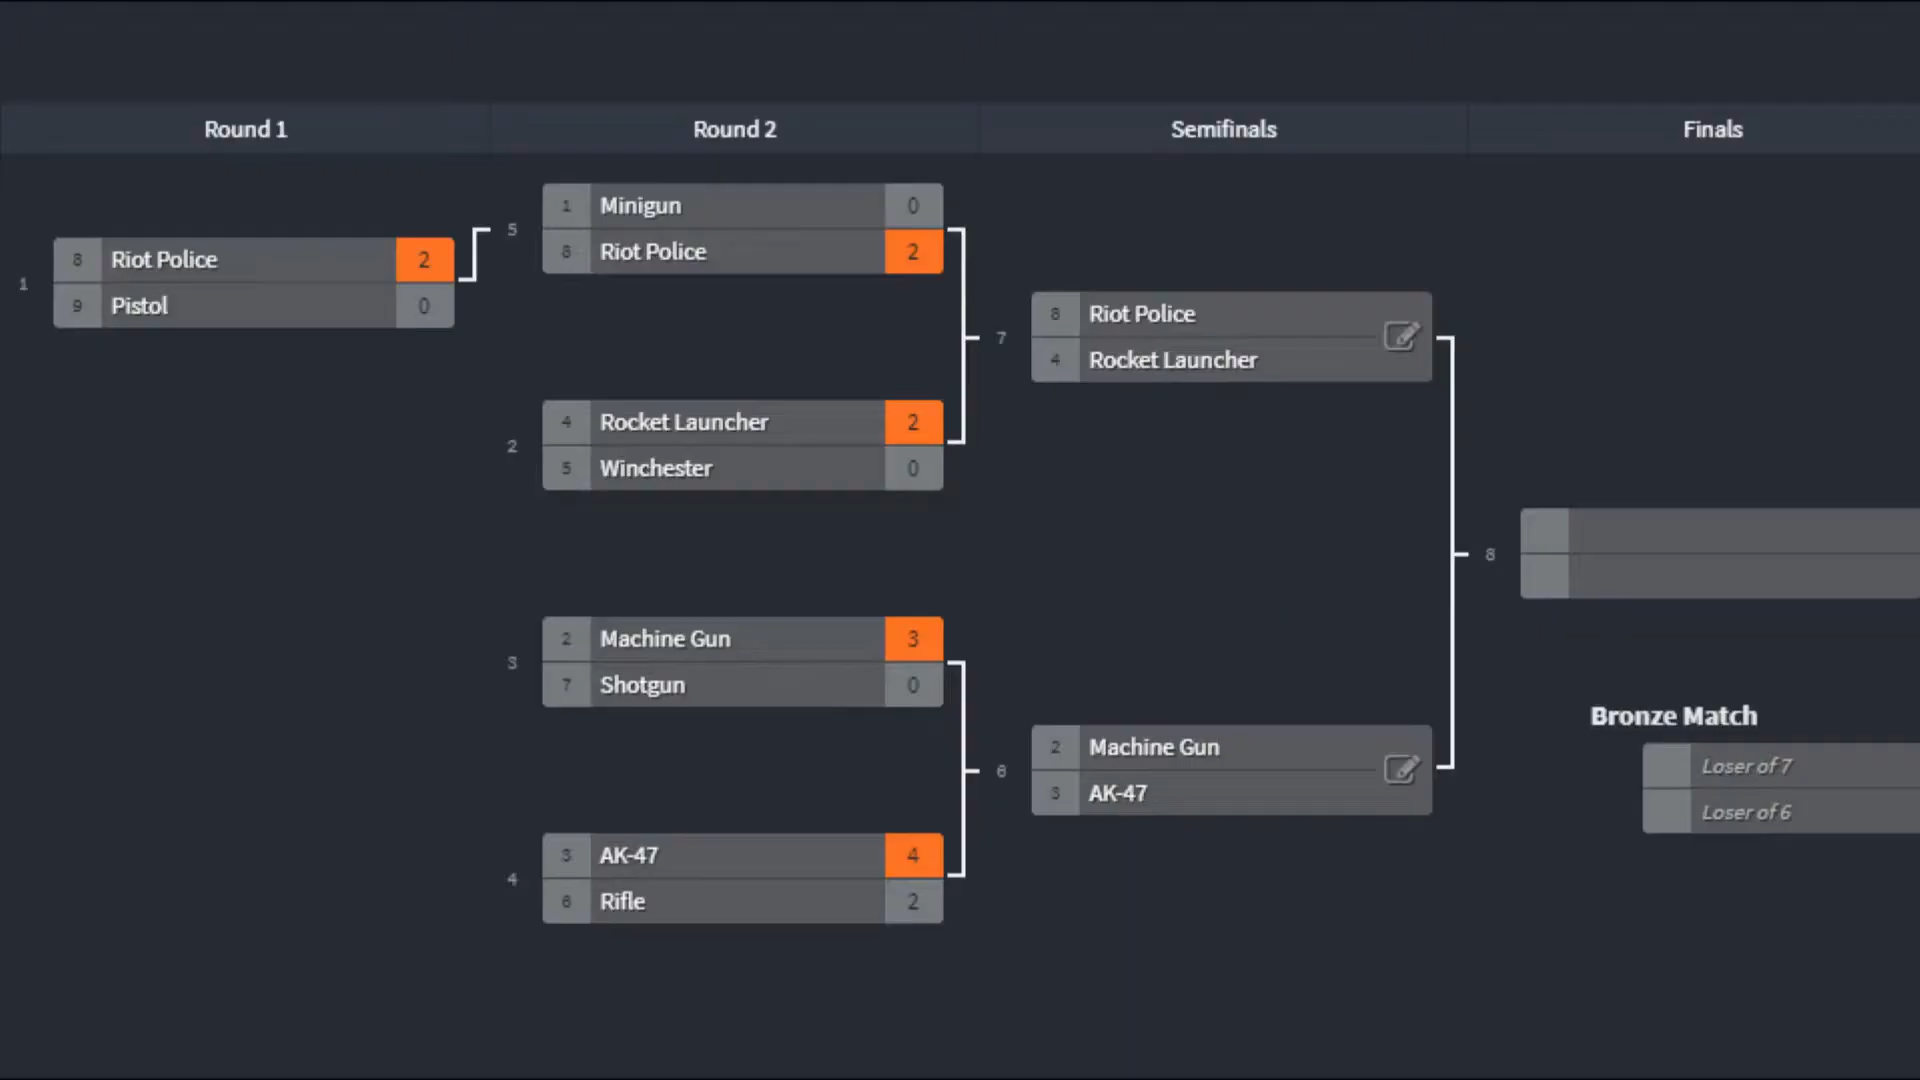 Round 1
Round 2
Semifinals
Finals
1
8 Riot Police 2
9 Pistol 0
5
1 Minigun 0
8 Riot Police 2
2
4 Rocket Launcher 2
5 Winchester 0
3
2 Machine Gun 3
7 Shotgun 0
4
3 AK-47 4
6 Rifle 2
7
8 Riot Police
4 Rocket Launcher
6
2 Machine Gun
3 AK-47
8
Bronze Match
Loser of 7
Loser of 6